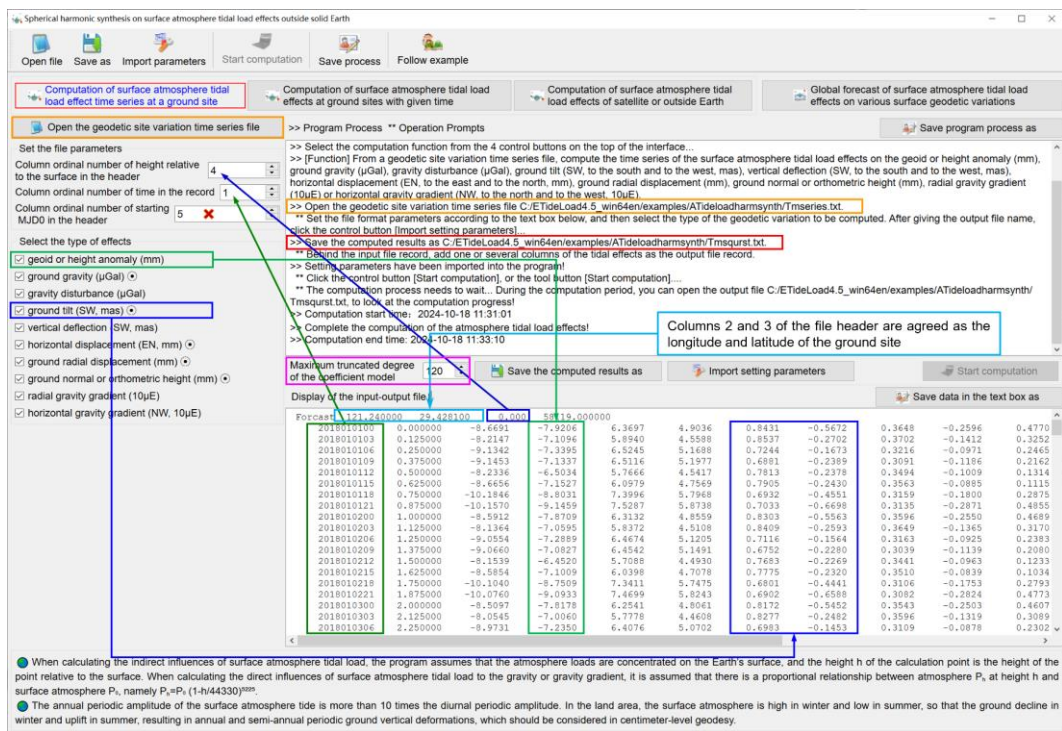 Spherical harmonic synthesis on surface atmosphere tidal load effects outside solid Earth
Open file Save as Import parameters Start computation Save process Follow example
Computation of surface atmosphere tidal load effect time series at a ground site
Computation of surface atmosphere tidal load effects at ground sites with given time
Computation of surface atmosphere tidal load effects of satellite or outside Earth
Global forecast of surface atmosphere tidal load effects on various surface geodetic variations
Open the geodetic site variation time series file
>> Program Process ** Operation Prompts
Save program process as
Set the file parameters
Column ordinal number of height relative to the surface in the header 4
Column ordinal number of time in the record 1
Column ordinal number of starting MJD0 in the header 5
Select the type of effects
geoid or height anomaly (mm)
ground gravity (μGal)
gravity disturbance (μGal)
ground tilt (SW, mas)
vertical deflection (SW, mas)
horizontal displacement (EN, mm)
ground radial displacement (mm)
ground normal or orthometric height (mm)
radial gravity gradient (10μE)
horizontal gravity gradient (NW, 10μE)
>> Select the computation function from the 4 control buttons on the top of the interface...
>> [Function] From a geodetic site variation time series file, compute the time series of the surface atmosphere tidal load effects on the geoid or height anomaly (mm),
ground gravity (μGal), gravity disturbance (μGal), ground tilt (SW, to the south and to the west, mas), vertical deflection (SW, to the south and to the west, mas),
horizontal displacement (EN, to the east and to the north, mm), ground radial displacement (mm), ground normal or orthometric height (mm), radial gravity gradient
(10μE) or horizontal gravity gradient (NW, to the north and to the west, 10μE).
>> Open the geodetic site variation time series file C:/ETideLoad4.5_win64en/examples/ATideloadharmsynth/Tmseries.txt.
** Set the file format parameters according to the text box below, and then select the type of the geodetic variation to be computed. After giving the output file name,
click the control button [Import setting parameters]...
>> Save the computed results as C:/ETideLoad4.5_win64en/examples/ATideloadharmsynth/Tmsqurst.txt.
** Behind the input file record, add one or several columns of the tidal effects as the output file record.
>> Setting parameters have been imported into the program!
** Click the control button [Start computation], or the tool button [Start computation]....
** The computation process needs to wait... During the computation period, you can open the output file C:/ETideLoad4.5_win64en/examples/ATideloadharmsynth/
Tmsqurst.txt, to look at the computation progress!
>> Computation start time: 2024-10-18 11:31:01
>> Complete the computation of the atmosphere tidal load effects!
>> Computation end time: 2024-10-18 11:33:10
Columns 2 and 3 of the file header are agreed as the
longitude and latitude of the ground site
Maximum truncated degree of the coefficient model 120
Save the computed results as
Import setting parameters
Start computation
Display of the input-output file
Save data in the text box as
Forcast 121.240000 29.428100 0.000 58119.000000
2018010100 0.000000 -8.6691 -7.9206 6.3697 4.9036 0.8431 -0.5672 0.3648 -0.2596 0.4770
2018010103 0.125000 -8.2147 -7.1096 5.8940 4.5588 0.8537 -0.2702 0.3702 -0.1412 0.3252
2018010106 0.250000 -9.1342 -7.3395 6.5245 5.1688 0.7244 -0.1673 0.3216 -0.0971 0.2465
2018010109 0.375000 -9.1453 -7.1337 6.5116 5.1977 0.6881 -0.2389 0.3091 -0.1186 0.2162
2018010112 0.500000 -8.2336 -6.5034 5.7666 4.5417 0.7813 -0.2378 0.3494 -0.1009 0.1314
2018010115 0.625000 -8.6656 -7.1527 6.0979 4.7569 0.7905 -0.2430 0.3563 -0.0885 0.1115
2018010118 0.750000 -10.1846 -8.8031 7.3996 5.7968 0.6932 -0.4551 0.3159 -0.1800 0.2875
2018010121 0.875000 -10.1570 -9.1459 7.5287 5.8738 0.7033 -0.6698 0.3135 -0.2871 0.4855
2018010200 1.000000 -8.5912 -7.8709 6.3132 4.8559 0.8303 -0.5563 0.3596 -0.2550 0.4689
2018010203 1.125000 -8.1364 -7.0595 5.8372 4.5108 0.8409 -0.2593 0.3649 -0.1365 0.3170
2018010206 1.250000 -9.0554 -7.2889 6.4674 5.1205 0.7116 -0.1564 0.3163 -0.0925 0.2383
2018010209 1.375000 -9.0660 -7.0827 6.4542 5.1491 0.6752 -0.2280 0.3039 -0.1139 0.2080
2018010212 1.500000 -8.1539 -6.4520 5.7088 4.4930 0.7683 -0.2269 0.3441 -0.0963 0.1233
2018010215 1.625000 -8.5854 -7.1009 6.0398 4.7078 0.7775 -0.2320 0.3510 -0.0839 0.1034
2018010218 1.750000 -10.1040 -8.7509 7.3411 5.7475 0.6801 -0.4441 0.3106 -0.1753 0.2793
2018010221 1.875000 -10.0760 -9.0933 7.4699 5.8243 0.6902 -0.6588 0.3082 -0.2824 0.4773
2018010300 2.000000 -8.5097 -7.8178 6.2541 4.8061 0.8172 -0.5452 0.3543 -0.2503 0.4607
2018010303 2.125000 -8.0545 -7.0060 5.7778 4.4608 0.8277 -0.2482 0.3596 -0.1319 0.3089
2018010306 2.250000 -8.9731 -7.2350 6.4076 5.0702 0.6983 -0.1453 0.3109 -0.0878 0.2302
When calculating the indirect influences of surface atmosphere tidal load, the program assumes that the atmosphere loads are concentrated on the Earth's surface, and the height h of the calculation point is the height of the
point relative to the surface. When calculating the direct influences of surface atmosphere tidal load to the gravity or gravity gradient, it is assumed that there is a proportional relationship between atmosphere Pₕ at height h and
surface atmosphere P₀, namely Pₕ=P₀ (1-h/44330)⁵²²⁵.
The annual periodic amplitude of the surface atmosphere tide is more than 10 times the diurnal periodic amplitude. In the land area, the surface atmosphere is high in winter and low in summer, so that the ground decline in
winter and uplift in summer, resulting in annual and semi-annual periodic ground vertical deformations, which should be considered in centimeter-level geodesy.